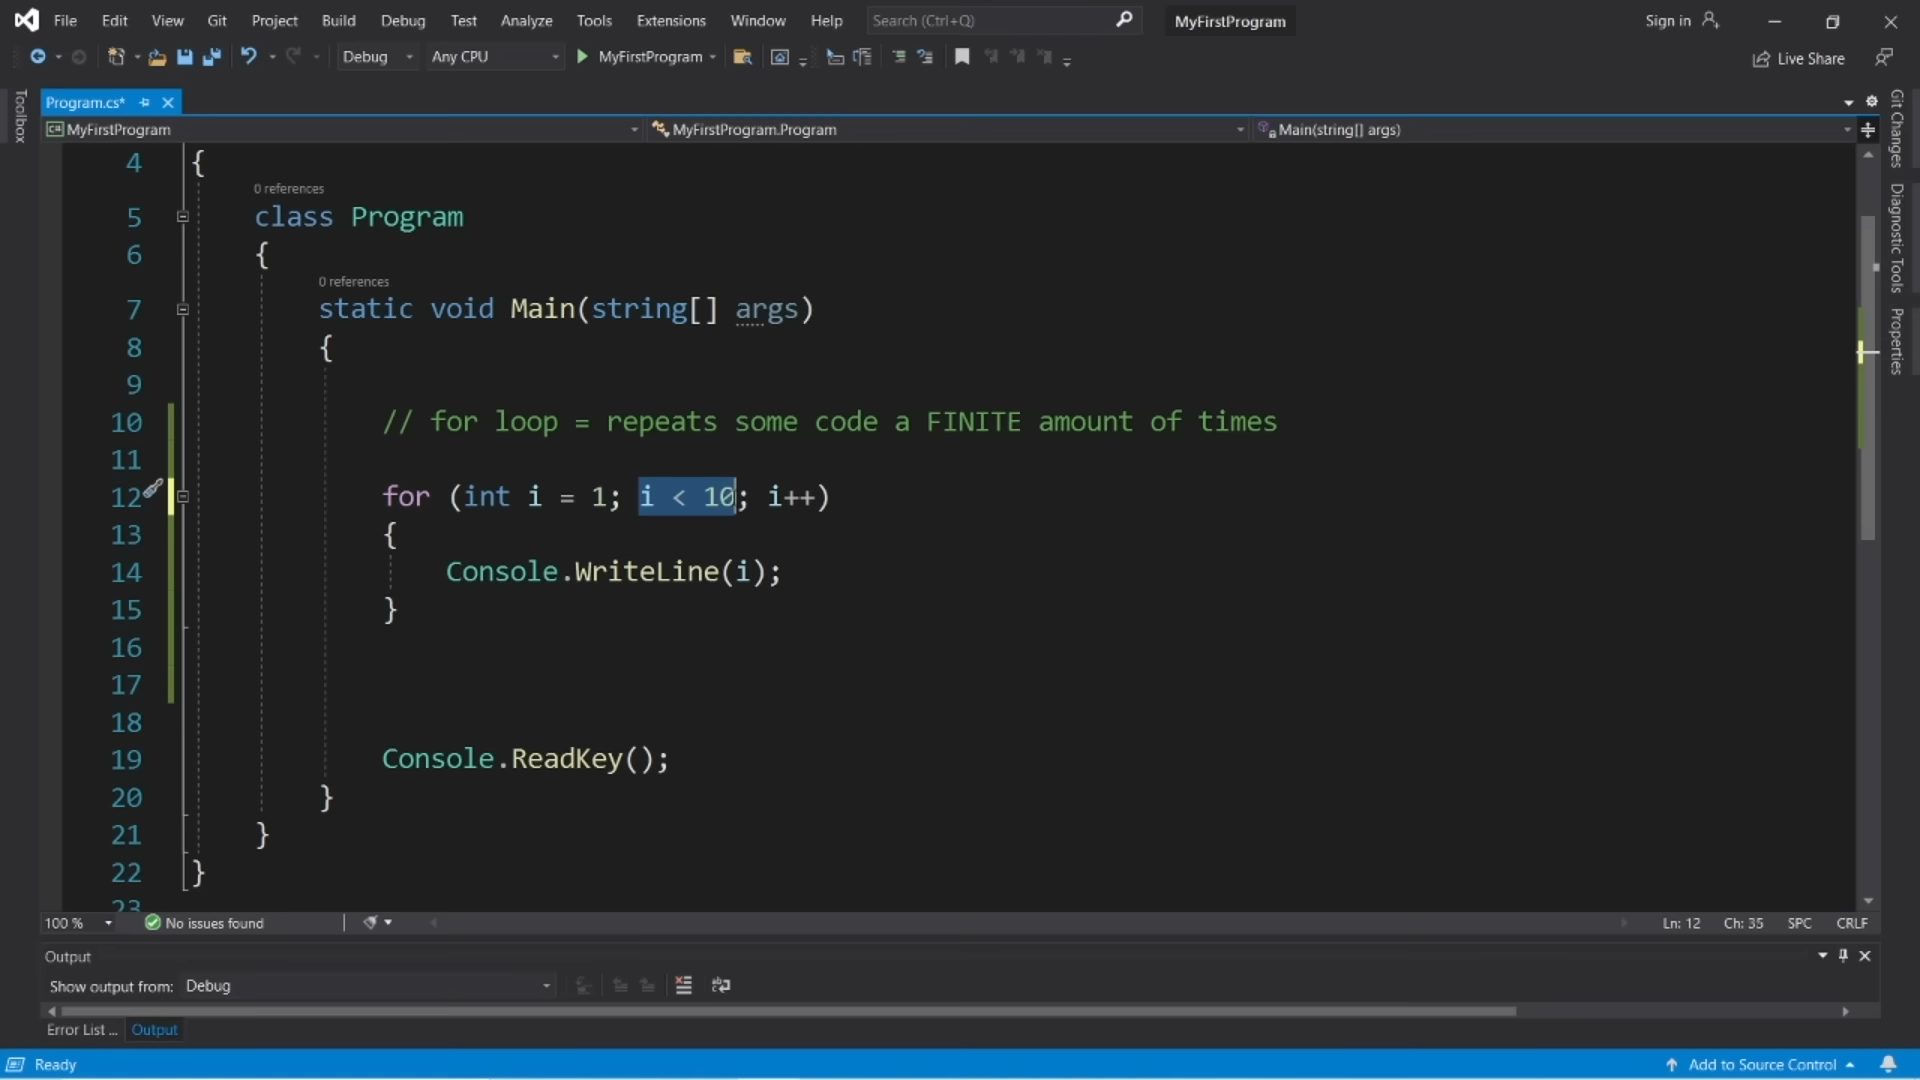 File Edit View Git Project Build Debug Test Analyze Tools Extensions Window Help Search (Ctrl+Q) MyFirstProgram Sign in
Debug Any CPU MyFirstProgram Live Share
Toolbox
Program.cs*
MyFirstProgram MyFirstProgram.Program Main(string[] args)
Git Changes
Diagnostic Tools
Properties
4 {
0 references
5 class Program
6 {
0 references
7 static void Main(string[] args)
8 {
9
10 // for loop = repeats some code a FINITE amount of times
11
12 for (int i = 1; i < 10; i++)
13 {
14 Console.WriteLine(i);
15 }
16
17
18
19 Console.ReadKey();
20 }
21 }
22 }
23
100 % No issues found Ln: 12 Ch: 35 SPC CRLF
Output
Show output from: Debug
Error List ... Output
Ready Add to Source Control